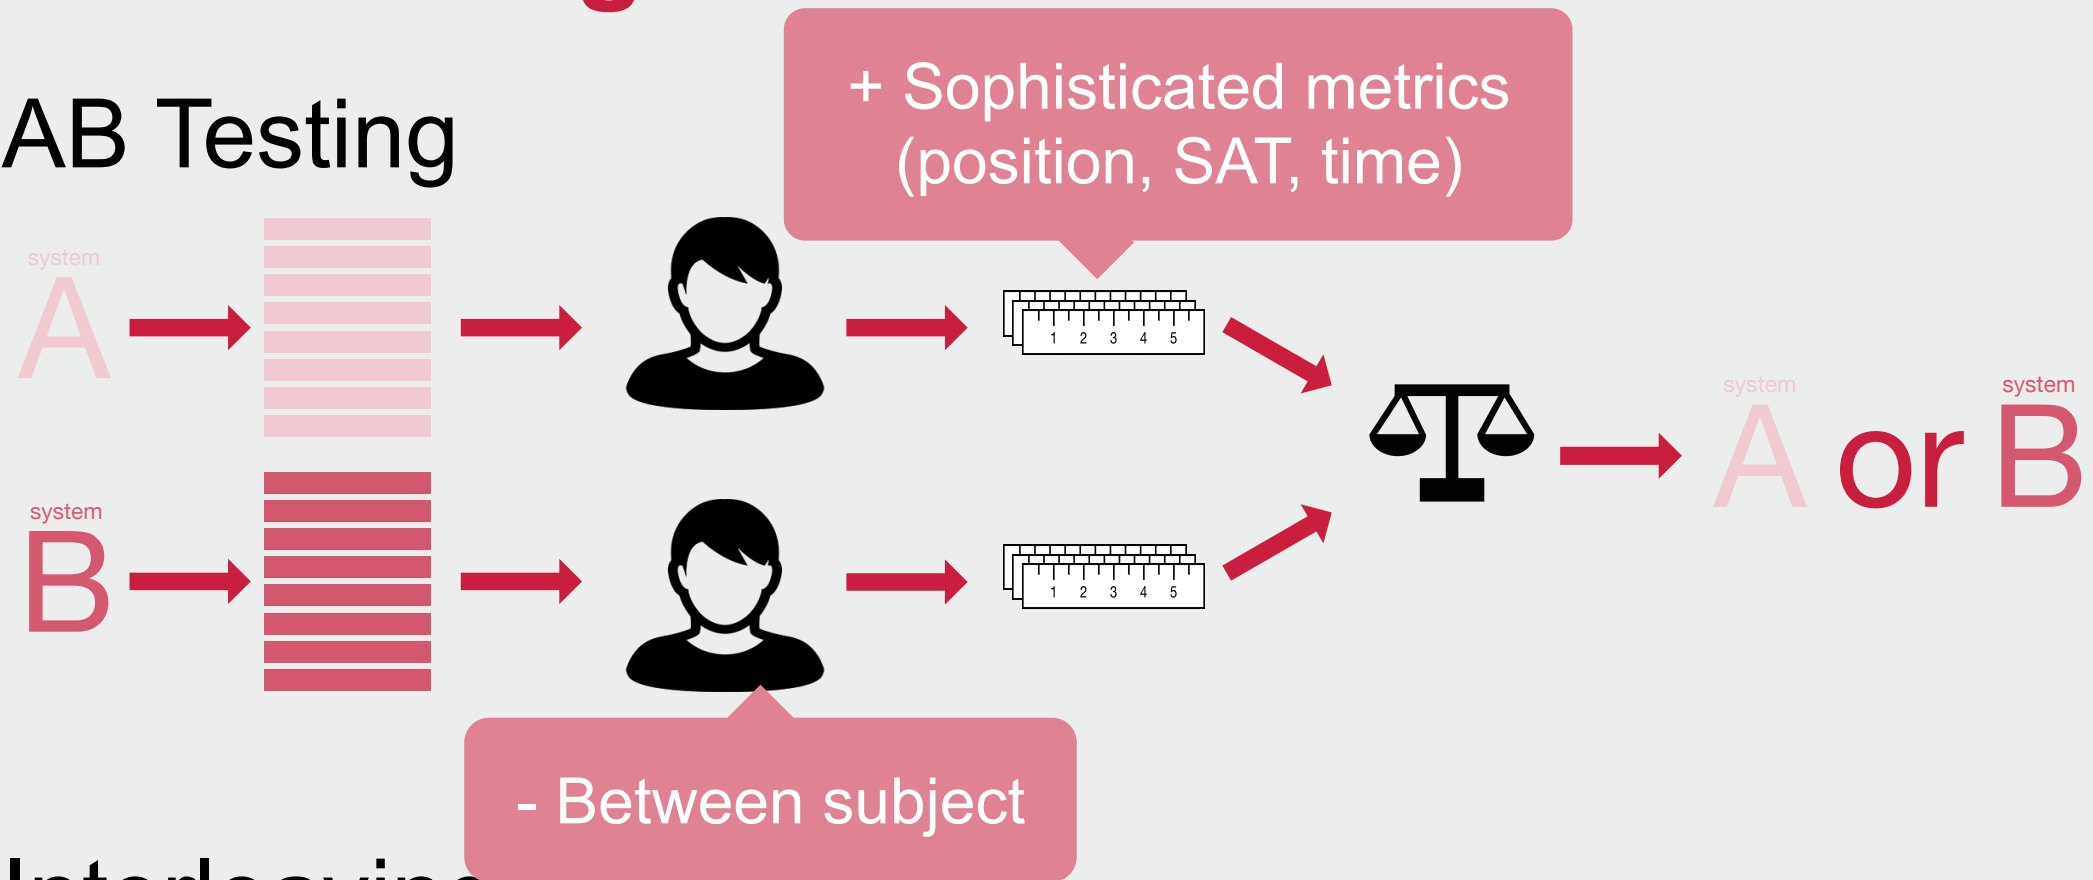 + Sophisticated metrics
(position, SAT, time)
AB Testing
system
A
1 2 3 4 5
system
A or
system
B
system
B
1 2 3 4 5
- Between subject
Interleaving